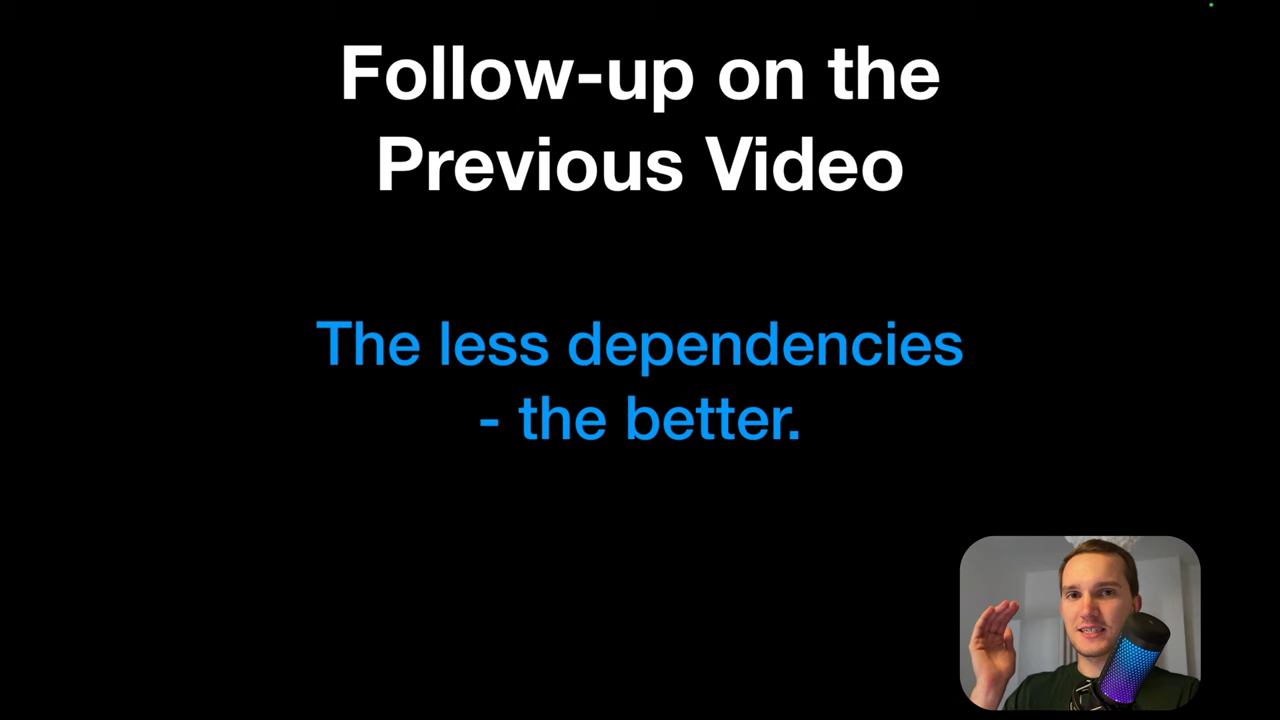 Follow-up on the
Previous Video
The less dependencies
- the better.